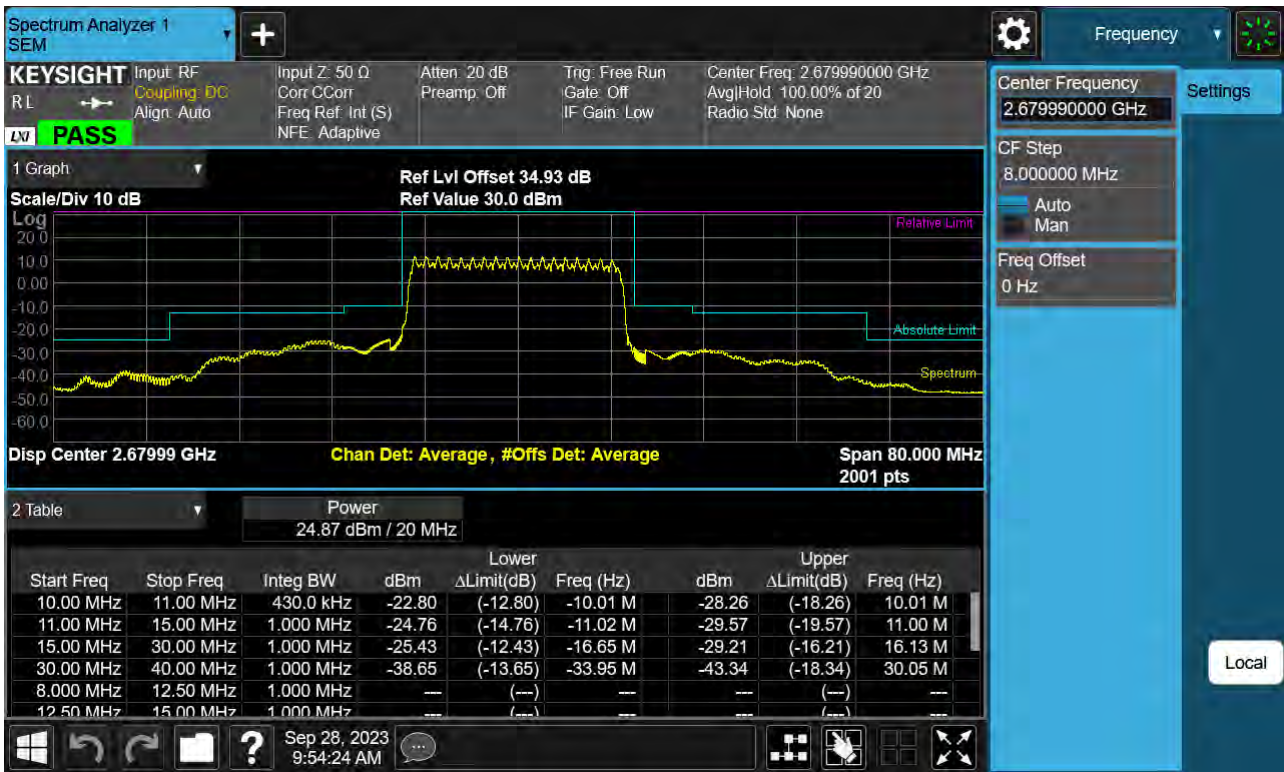 Spectrum Analyzer 1
SEM
Frequency
KEYSIGHT
R L
LXI
PASS
Input: RF
Coupling: DC
Align: Auto
Input Z: 50 Ω
Corr CCorr
Freq Ref: Int (S)
NFE: Adaptive
Atten: 20 dB
Preamp: Off
Trig: Free Run
Gate: Off
IF Gain: Low
Center Freq: 2.679990000 GHz
Avg|Hold: 100.00% of 20
Radio Std: None
1 Graph
Scale/Div 10 dB
Ref Lvl Offset 34.93 dB
Ref Value 30.0 dBm
Log
20.0
10.0
0.00
-10.0
-20.0
-30.0
-40.0
-50.0
-60.0
Relative Limit
Absolute Limit
Spectrum
Disp Center 2.67999 GHz
Chan Det: Average, #Offs Det: Average
Span 80.000 MHz
2001 pts
2 Table
Power
24.87 dBm / 20 MHz
Lower Upper
Start Freq Stop Freq Integ BW dBm ΔLimit(dB) Freq (Hz) dBm ΔLimit(dB) Freq (Hz)
10.00 MHz 11.00 MHz 430.0 kHz -22.80 (-12.80) -10.01 M -28.26 (-18.26) 10.01 M
11.00 MHz 15.00 MHz 1.000 MHz -24.76 (-14.76) -11.02 M -29.57 (-19.57) 11.00 M
15.00 MHz 30.00 MHz 1.000 MHz -25.43 (-12.43) -16.65 M -29.21 (-16.21) 16.13 M
30.00 MHz 40.00 MHz 1.000 MHz -38.65 (-13.65) -33.95 M -43.34 (-18.34) 30.05 M
8.000 MHz 12.50 MHz 1.000 MHz --- (---) --- --- (---) ---
12.50 MHz 15.00 MHz 1.000 MHz --- (---) --- --- (---) ---
Sep 28, 2023
9:54:24 AM
Center Frequency
2.679990000 GHz
CF Step
8.000000 MHz
Auto
Man
Freq Offset
0 Hz
Settings
Local